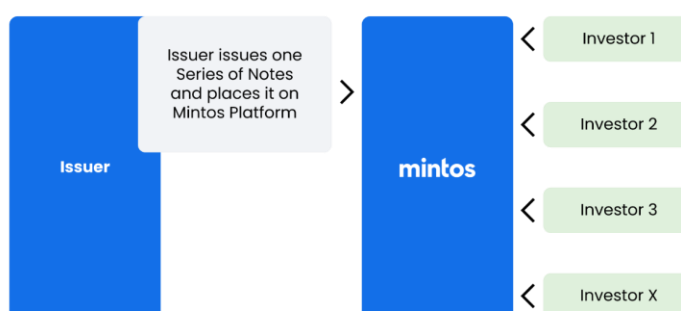 Issuer issues one
Series of Notes
and places it on
Mintos Platform
Issuer
mintos
Investor 1
Investor 2
Investor 3
Investor X